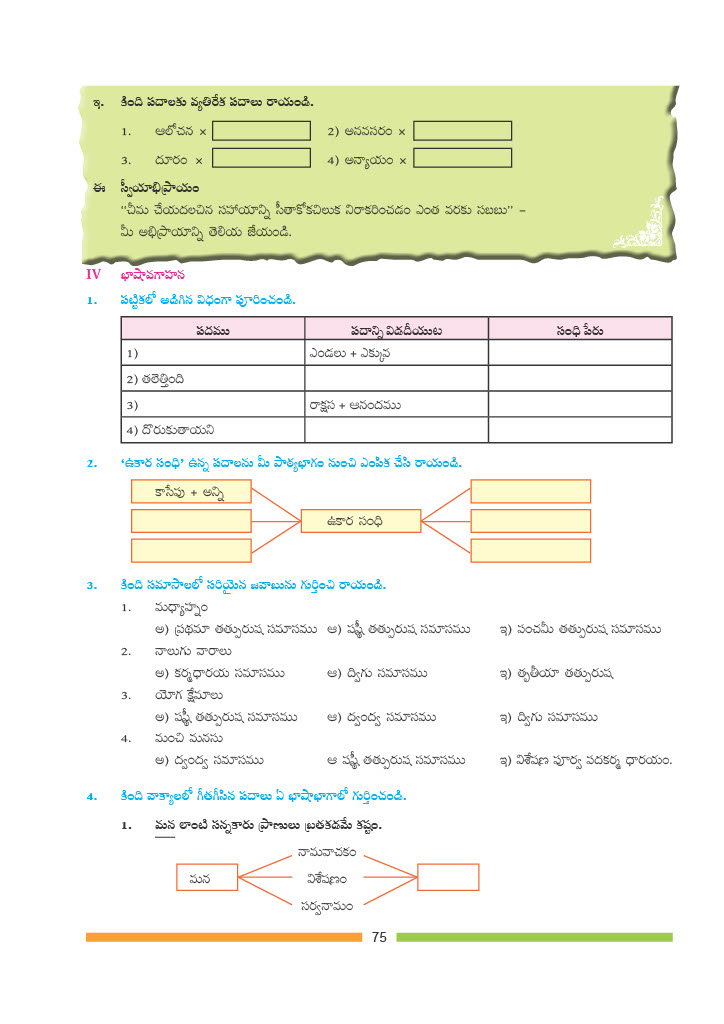 ఇ. కింది పదాలకు వ్యతిరేక పదాలు రాయండి.
1. ఆలోచన × 2) అనవసరం ×
3. దూరం × 4) అన్యాయం ×
ఈ స్వీయాభిప్రాయం
“చీమ చేయదలచిన సహాయాన్ని సీతాకోకచిలుక నిరాకరించడం ఎంత వరకు సబబు” –
మీ అభిప్రాయాన్ని తెలియ జేయండి.
IV భాషావగాహన
1. పట్టికలో అడిగిన విధంగా పూరించండి.
పదము పదాన్ని విడదీయుట సంధి పేరు
1) ఎండలు + ఎక్కువ
2) తలెత్తింది
3) రాక్షస + ఆనందము
4) దొరుకుతాయని
2. ‘ఉకార సంధి’ ఉన్న పదాలను మీ పాఠ్యభాగం నుంచి ఎంపిక చేసి రాయండి.
కాసేపు + అన్ని
ఉకార సంధి
3. కింది సమాసాలలో సరియైన జవాబును గుర్తించి రాయండి.
1. మధ్యాహ్నం
అ) ప్రథమా తత్పురుష సమాసము ఆ) షష్ఠీ తత్పురుష సమాసము ఇ) పంచమీ తత్పురుష సమాసము
2. నాలుగు వారాలు
అ) కర్మధారయ సమాసము ఆ) ద్విగు సమాసము ఇ) తృతీయా తత్పురుష
3. యోగ క్షేమాలు
అ) షష్ఠీ తత్పురుష సమాసము ఆ) ద్వంద్వ సమాసము ఇ) ద్విగు సమాసము
4. మంచి మనసు
అ) ద్వంద్వ సమాసము ఆ షష్ఠీ తత్పురుష సమాసము ఇ) విశేషణ పూర్వ పదకర్మ ధారయం.
4. కింది వాక్యాలలో గీతగీసిన పదాలు ఏ భాషాభాగాలో గుర్తించండి.
1. మన లాంటి సన్నకారు ప్రాణులు బ్రతకడమే కష్టం.
నామవాచకం
మన విశేషణం
సర్వనామం
75